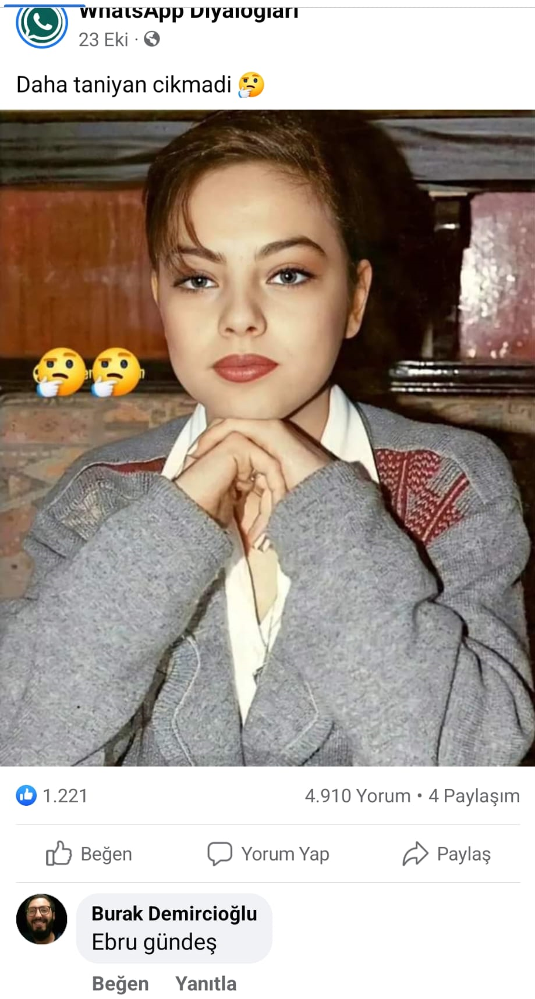 WhatsApp Diyalogları
23 Eki ·
Daha taniyan cikmadi 🤔
1.221
4.910 Yorum • 4 Paylaşım
Beğen
Yorum Yap
Paylaş
Burak Demircioğlu
Ebru gündeş
Beğen Yanıtla